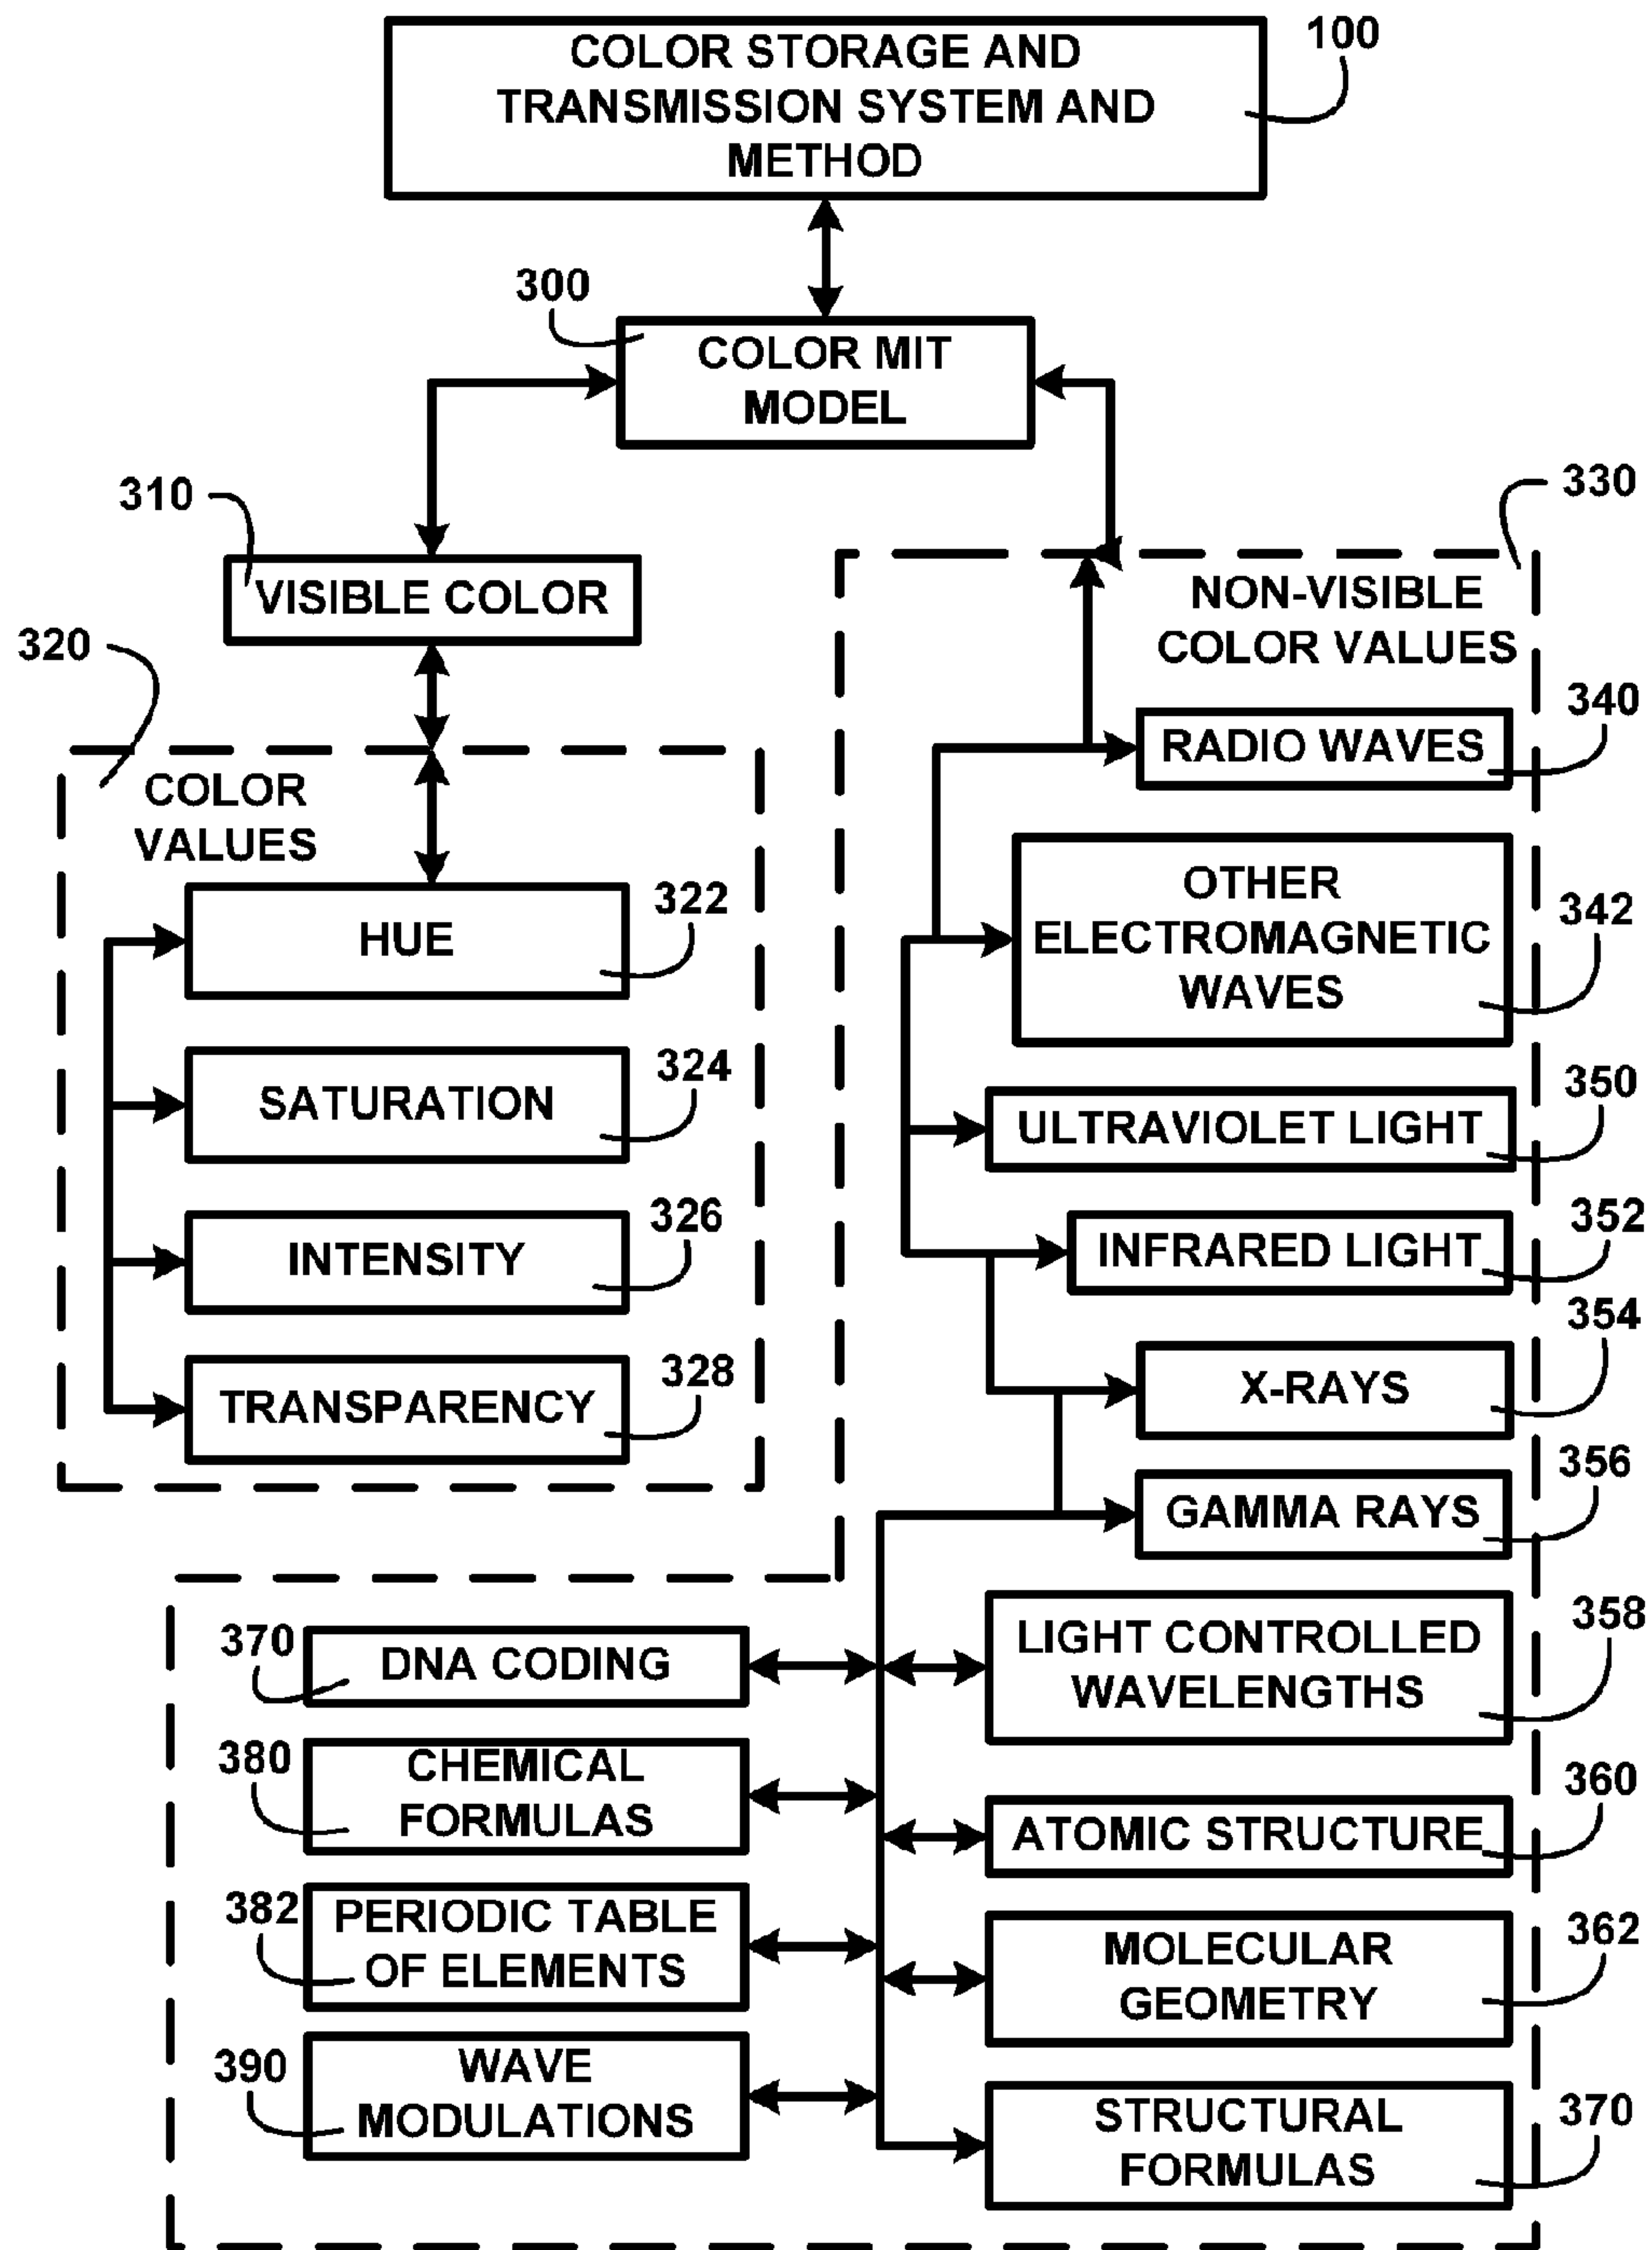 COLOR STORAGE AND
TRANSMISSION SYSTEM AND
METHOD
100
300
COLOR MIT
MODEL
310
VISIBLE COLOR
320
COLOR
VALUES
HUE
322
SATURATION
324
INTENSITY
326
TRANSPARENCY
328
330
NON-VISIBLE
COLOR VALUES
340
RADIO WAVES
OTHER
ELECTROMAGNETIC
WAVES
342
350
ULTRAVIOLET LIGHT
352
INFRARED LIGHT
354
X-RAYS
356
GAMMA RAYS
358
LIGHT CONTROLLED
WAVELENGTHS
360
ATOMIC STRUCTURE
362
MOLECULAR
GEOMETRY
370
STRUCTURAL
FORMULAS
370
DNA CODING
380
CHEMICAL
FORMULAS
382
PERIODIC TABLE
OF ELEMENTS
390
WAVE
MODULATIONS